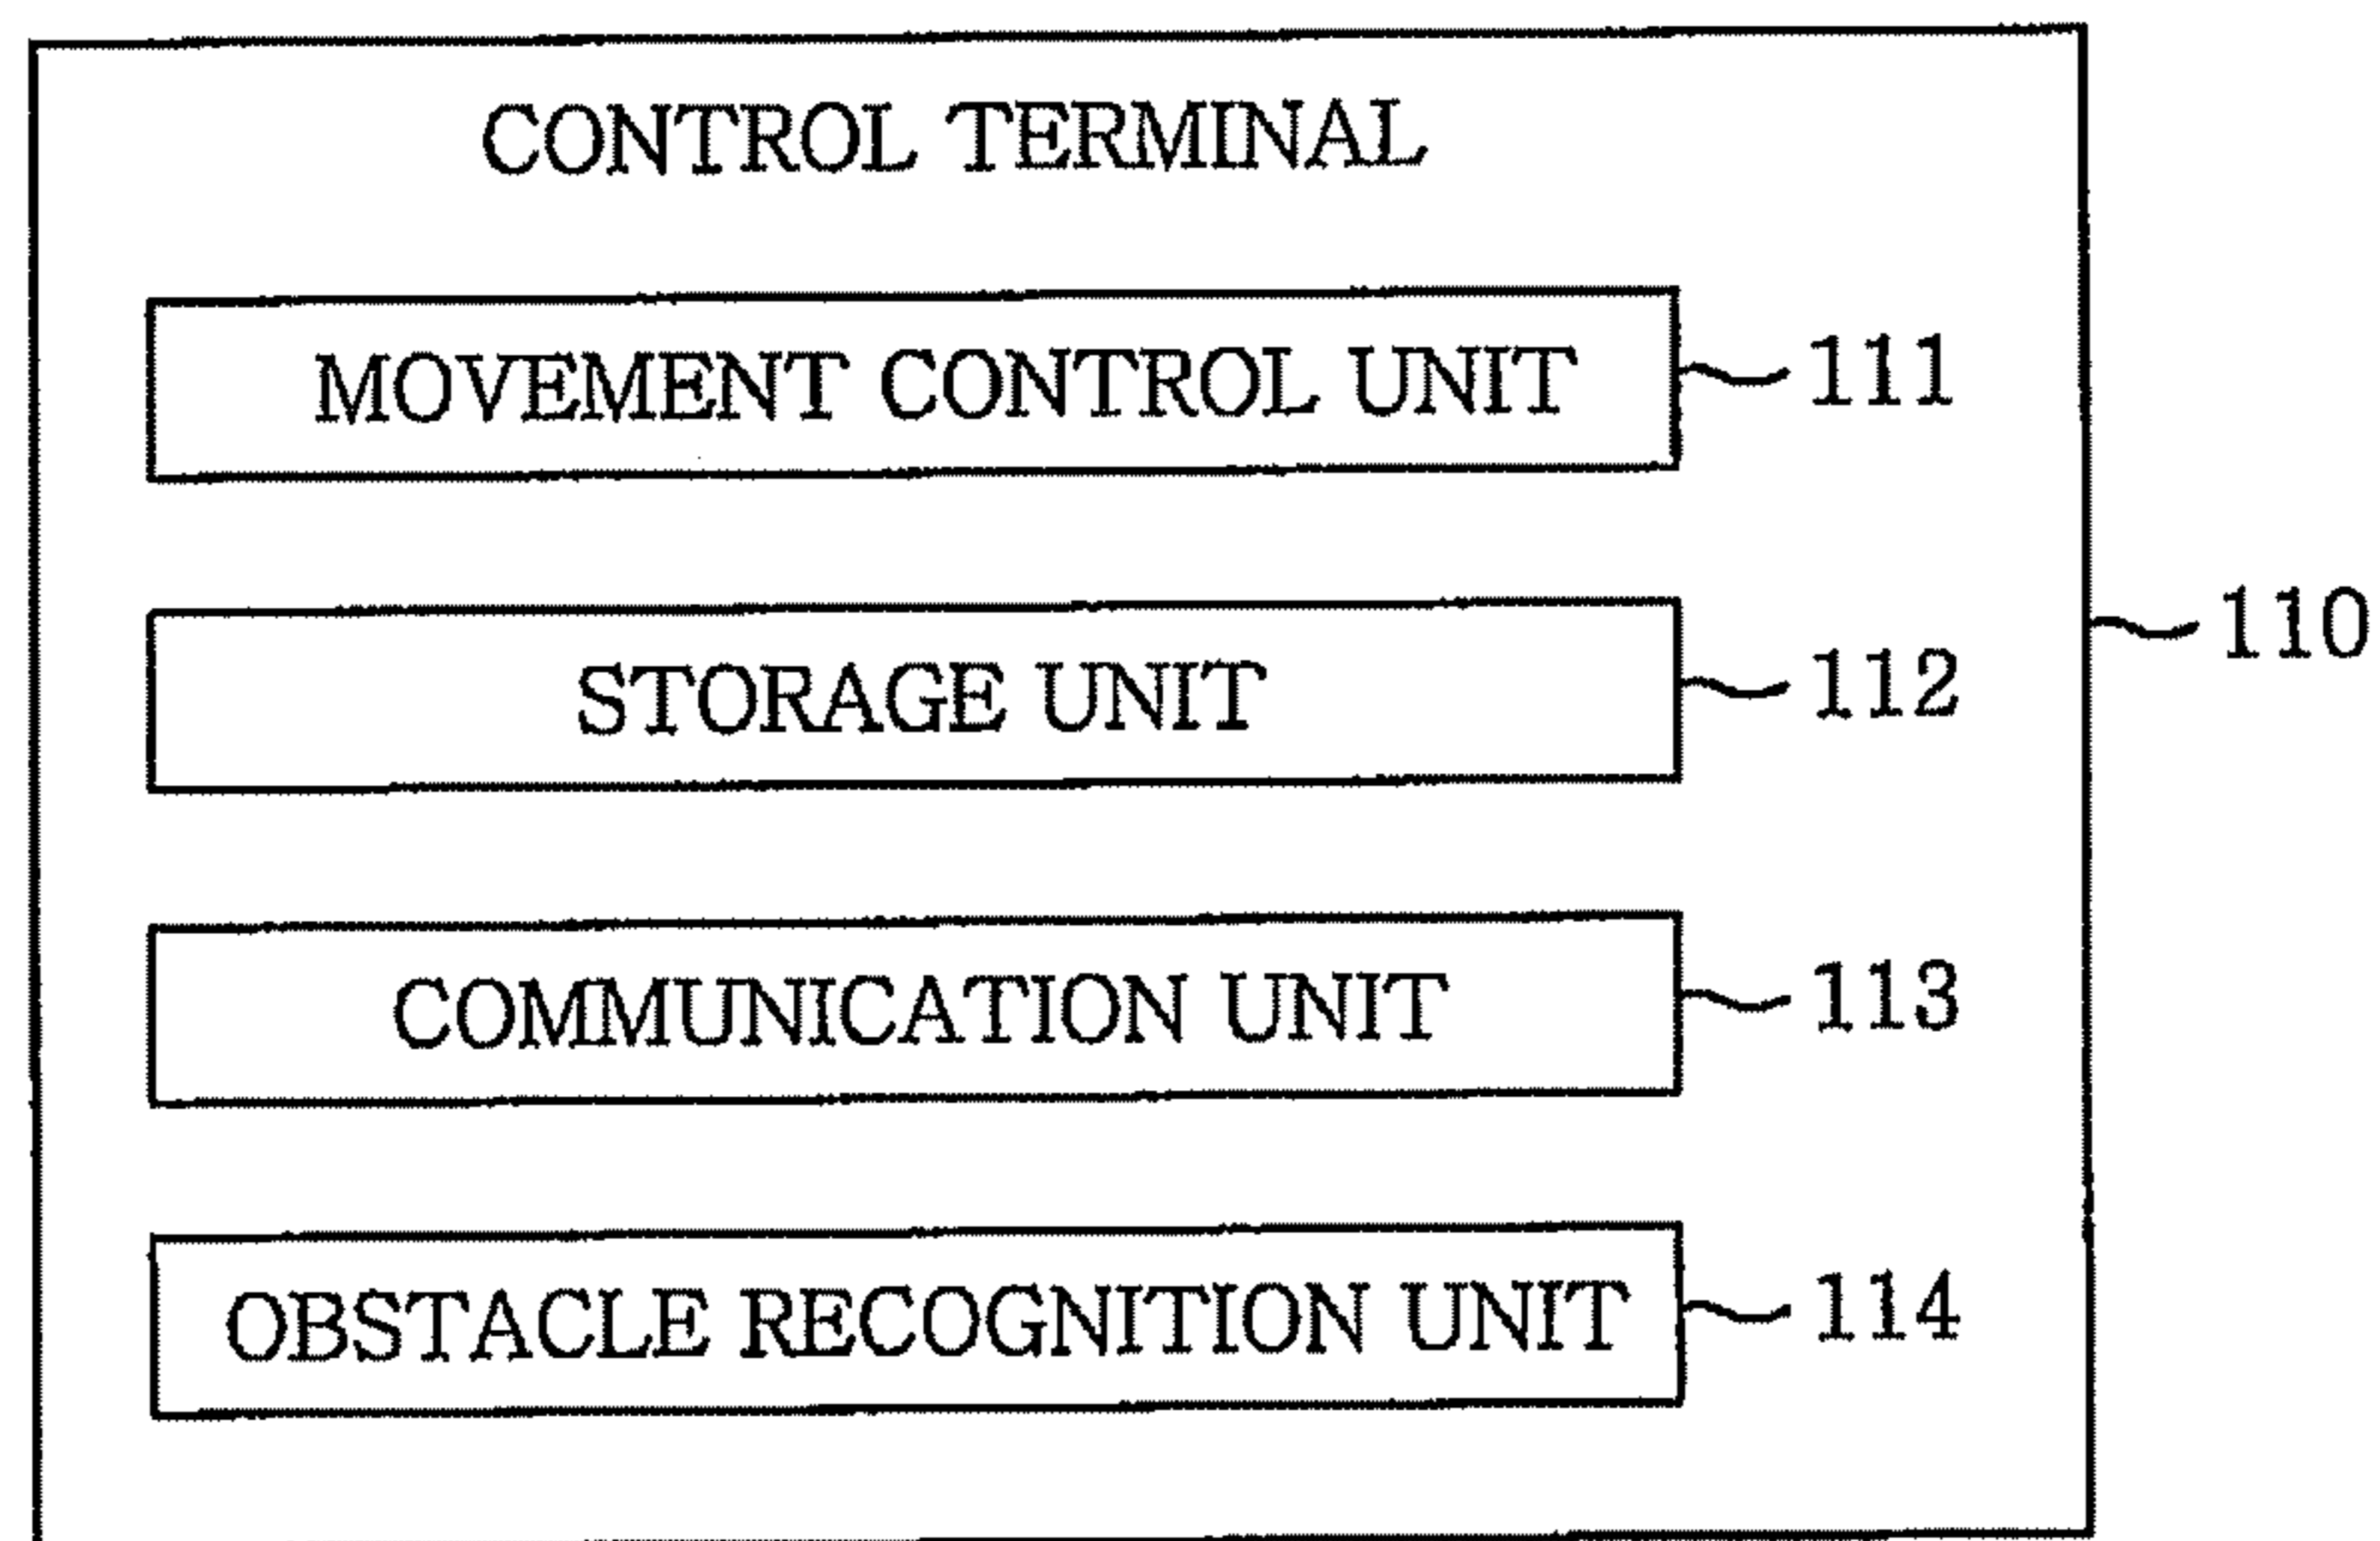 CONTROL TERMINAL
MOVEMENT CONTROL UNIT 111
110
STORAGE UNIT 112
COMMUNICATION UNIT 113
OBSTACLE RECOGNITION UNIT 114